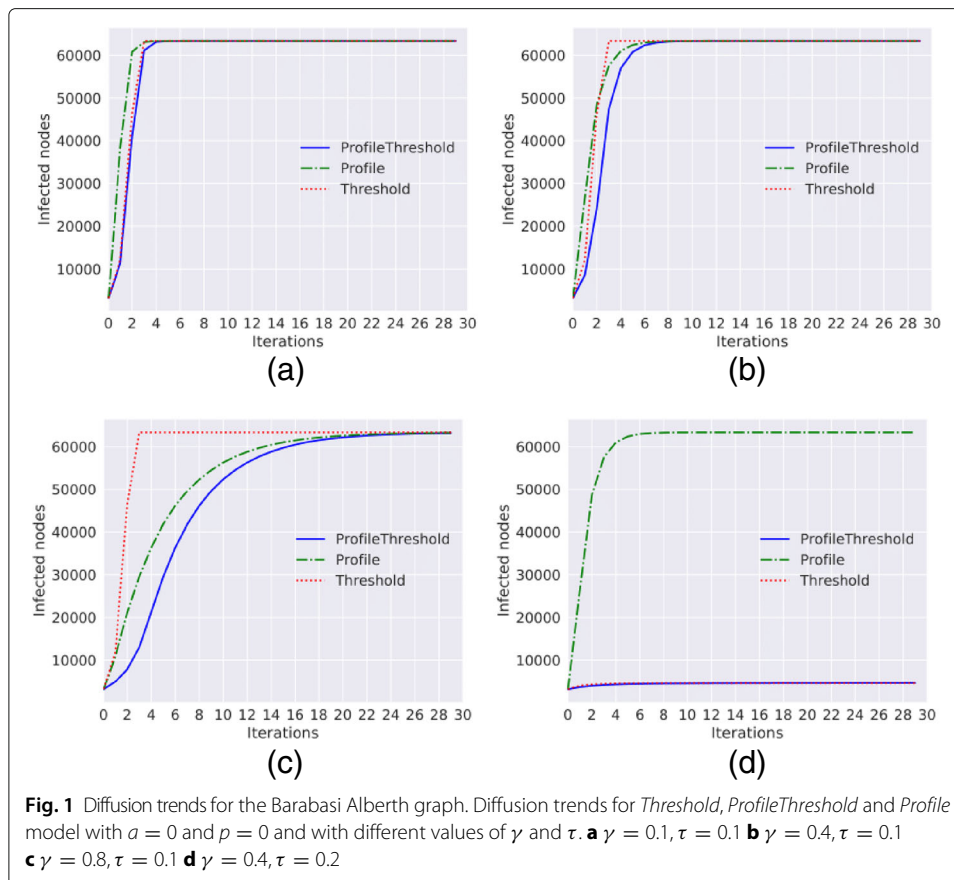 60000
50000
40000
30000
20000
10000
Infected nodes
ProfileThreshold
Profile
Threshold
0 2 4 6 8 10 12 14 16 18 20 22 24 26 28 30
Iterations
(a)
60000
50000
40000
30000
20000
10000
Infected nodes
ProfileThreshold
Profile
Threshold
0 2 4 6 8 10 12 14 16 18 20 22 24 26 28 30
Iterations
(b)
60000
50000
40000
30000
20000
10000
Infected nodes
ProfileThreshold
Profile
Threshold
0 2 4 6 8 10 12 14 16 18 20 22 24 26 28 30
Iterations
(c)
60000
50000
40000
30000
20000
10000
Infected nodes
ProfileThreshold
Profile
Threshold
0 2 4 6 8 10 12 14 16 18 20 22 24 26 28 30
Iterations
(d)
Fig. 1 Diffusion trends for the Barabasi Alberth graph. Diffusion trends for Threshold, ProfileThreshold and Profile
model with a = 0 and p = 0 and with different values of γ and τ. a γ = 0.1, τ = 0.1 b γ = 0.4, τ = 0.1
c γ = 0.8, τ = 0.1 d γ = 0.4, τ = 0.2